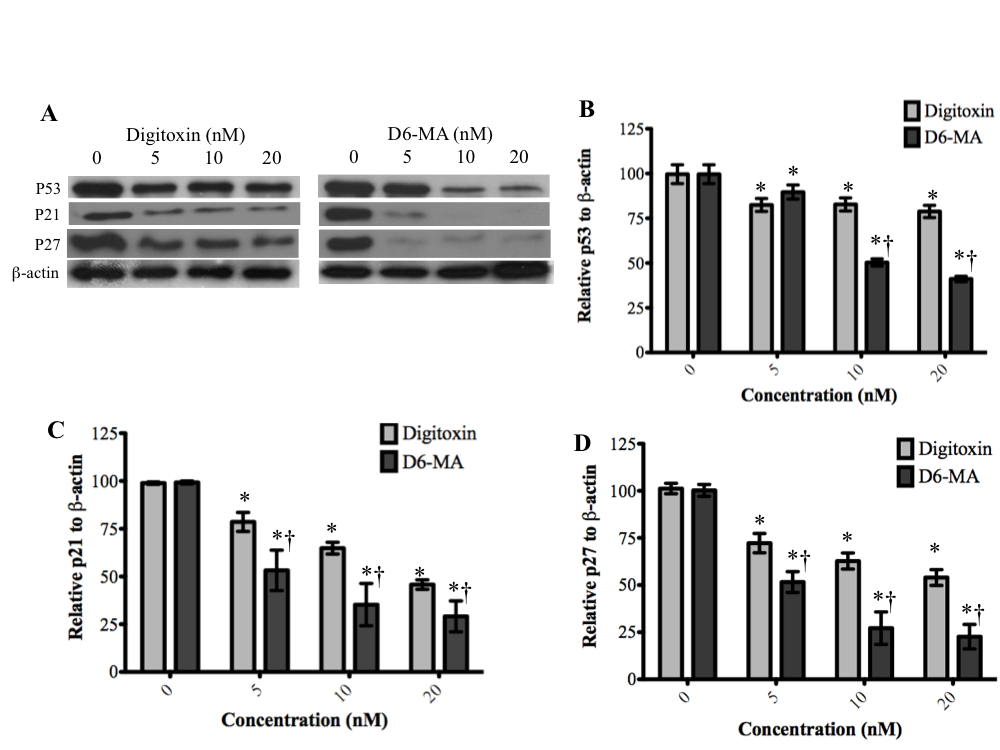 A
Digitoxin (nM)
0 5 10 20
P53
P21
P27
β-actin
D6-MA (nM)
0 5 10 20
B
Digitoxin
D6-MA
Relative p53 to β-actin
125
100
75
50
25
0
* * * *† * *†
0 5 10 20
Concentration (nM)
C
Digitoxin
D6-MA
Relative p21 to β-actin
125
100
75
50
25
0
* *† * *† * *†
0 5 10 20
Concentration (nM)
D
Digitoxin
D6-MA
Relative p27 to β-actin
125
100
75
50
25
0
* *† * *† * *†
0 5 10 20
Concentration (nM)